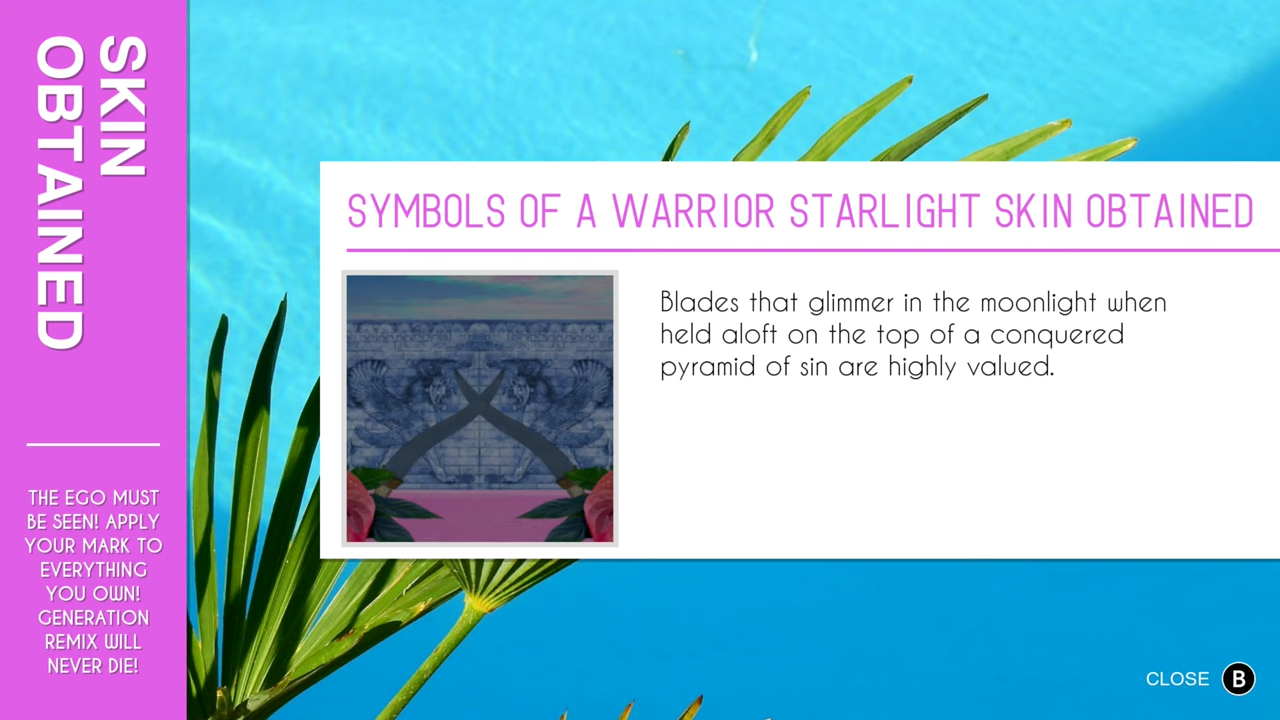 SKIN
OBTAINED
THE EGO MUST
BE SEEN! APPLY
YOUR MARK TO
EVERYTHING
YOU OWN!
GENERATION
REMIX WILL
NEVER DIE!
SYMBOLS OF A WARRIOR STARLIGHT SKIN OBTAINED
Blades that glimmer in the moonlight when
held aloft on the top of a conquered
pyramid of sin are highly valued.
CLOSE B